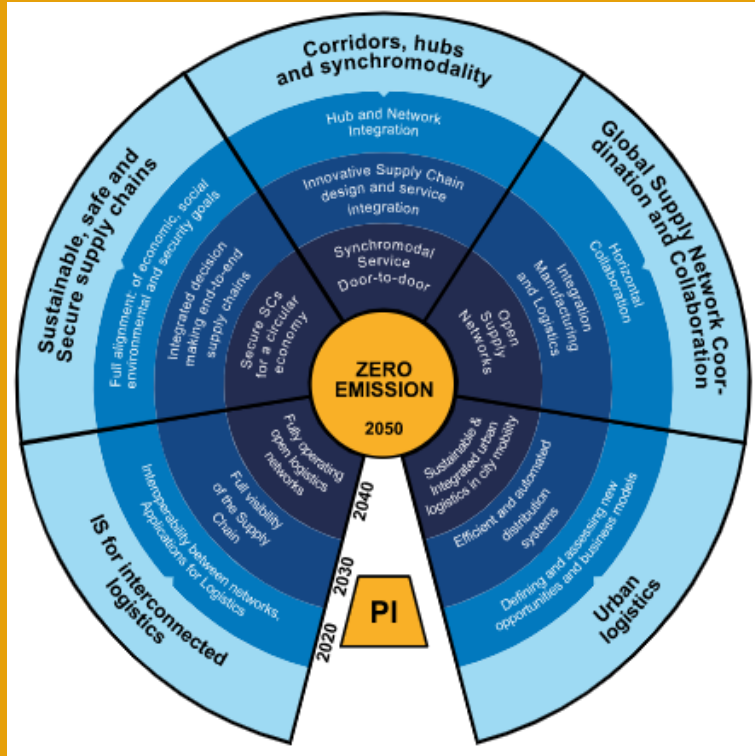 Corridors, hubs
and synchromodality
Hub and Network
Integration
Innovative Supply Chain
design and service
integration
Synchromodal
Service
Door-to-door
Global Supply Network Coor-
dination and Collaboration
Horizontal
Collaboration
Integration
Manufacturing
and Logistics
Open
Supply
Networks
Urban
logistics
Defining and assessing new
opportunities and business models
Efficient and automated
distribution
systems
Sustainable &
Integrated urban
logistics in city mobility
IS for interconnected
logistics
Interoperability between networks,
Applications for Logistics
Full visibility
of the Supply
Chain
Fully operating
open logistics
networks
Sustainable, safe and
Secure supply chains
Full alignment; of economic, social
environmental and security goals
Integrated decision
making end-to-end
supply chains
Secure SCs
for a circular
economy
ZERO
EMISSION
2050
2040
2030
2020
PI